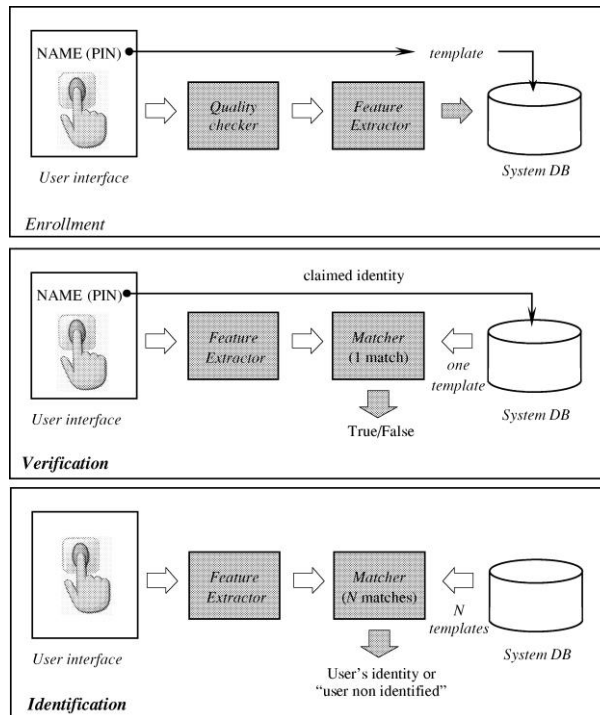 NAME (PIN)
template
Quality
checker
Feature
Extractor
User interface
System DB
Enrollment
claimed identity
NAME (PIN)
Feature
Extractor
Matcher
(1 match)
one
template
User interface
True/False
System DB
Verification
Feature
Extractor
Matcher
(N matches)
N
templates
User interface
System DB
User's identity or
"user non identified"
Identification